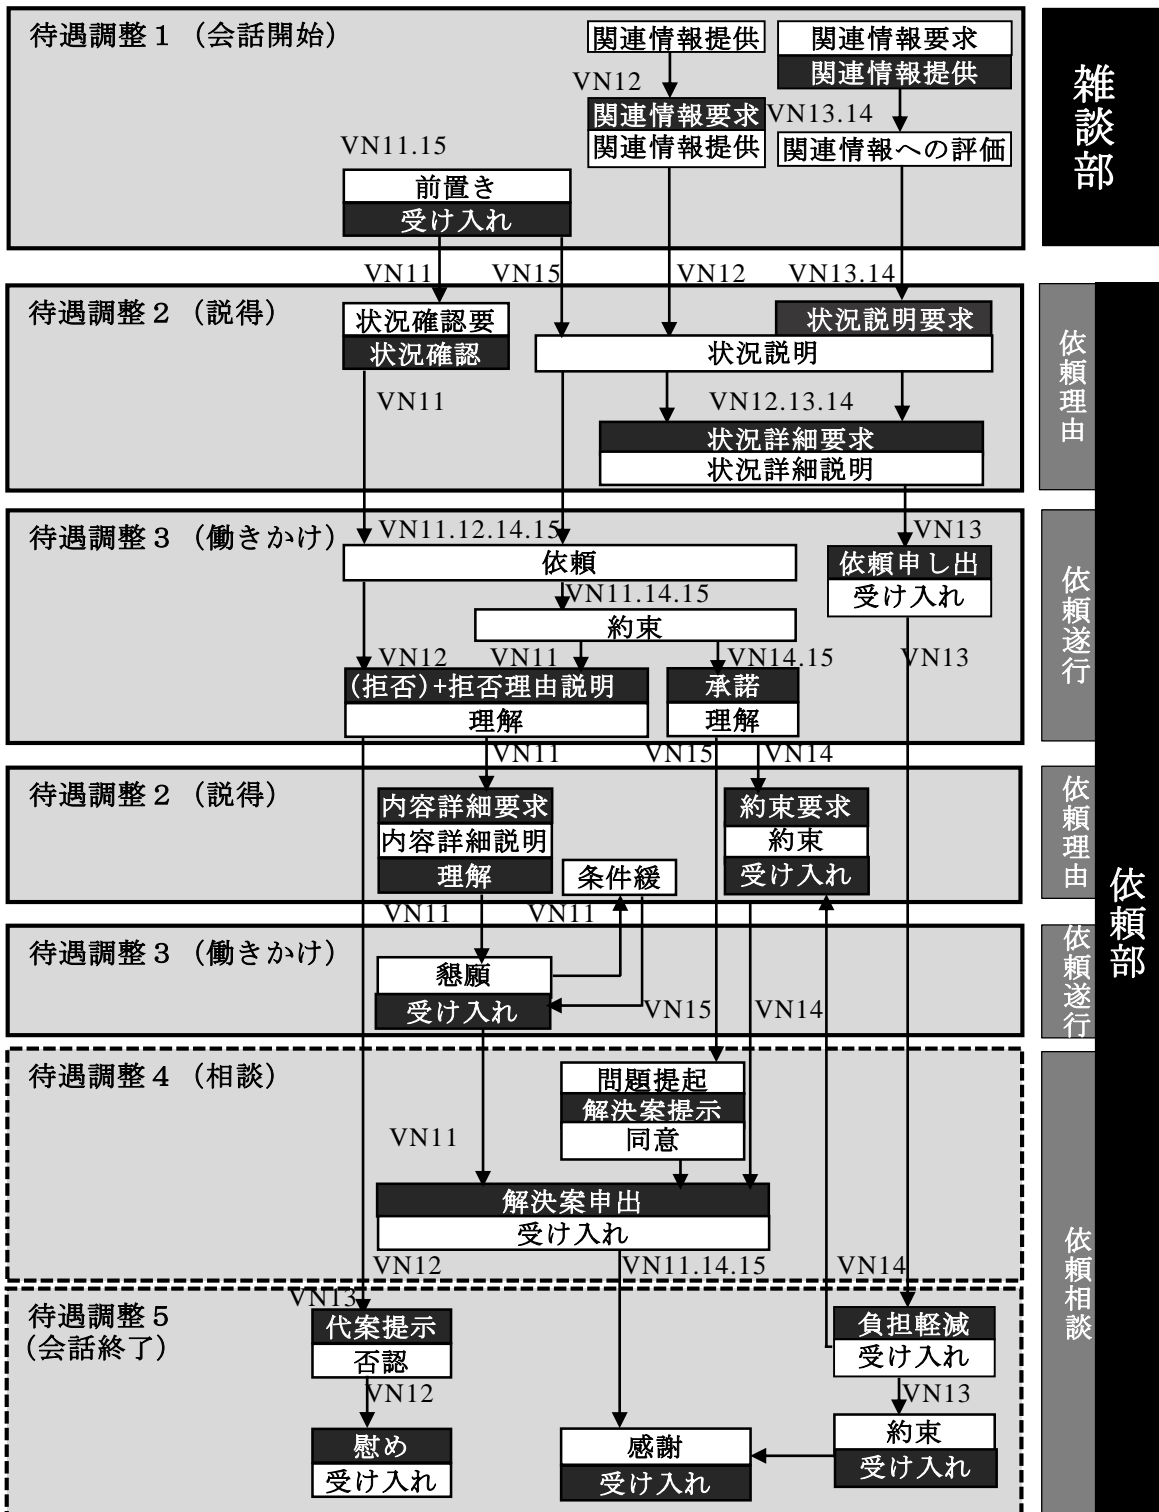 待遇調整１（会話開始）
関連情報提供
関連情報要求
関連情報提供
VN12
関連情報要求
関連情報提供
VN13.14
関連情報への評価
VN11.15
前置き
受け入れ
雑談部
VN11
VN15
VN12
VN13.14
待遇調整２（説得）
状況確認要
状況確認
状況説明要求
状況説明
VN11
VN12.13.14
状況詳細要求
状況詳細説明
依頼理由
待遇調整３（働きかけ）
VN11.12.14.15
VN13
依頼
依頼申し出
受け入れ
VN11.14.15
約束
VN12
VN11
VN14.15
VN13
(拒否)+拒否理由説明
理解
承諾
理解
依頼遂行
VN11
VN15
VN14
待遇調整２（説得）
内容詳細要求
内容詳細説明
理解
条件緩
約束要求
約束
受け入れ
依頼理由
依頼部
VN11
VN11
待遇調整３（働きかけ）
懇願
受け入れ
VN15
VN14
依頼遂行
待遇調整４（相談）
問題提起
解決案提示
同意
VN11
解決案申出
受け入れ
VN12
VN11.14.15
VN14
依頼相談
待遇調整５
（会話終了）
VN13
代案提示
否認
負担軽減
受け入れ
VN12
VN13
慰め
受け入れ
感謝
受け入れ
約束
受け入れ